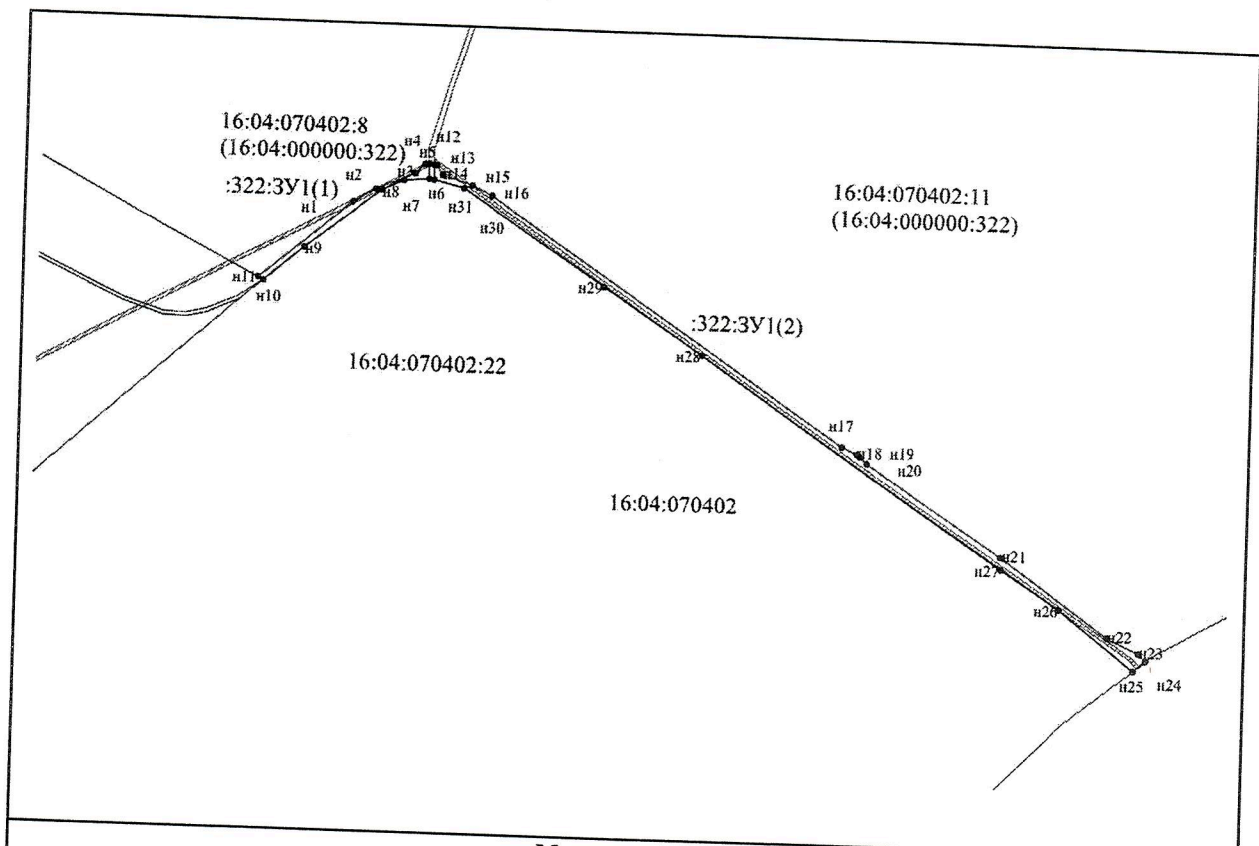 16:04:070402:8
(16:04:000000:322)
:322:ЗУ1(1)
н1
н2
н3
н4
н5
н12
н13
н14
н15
н16
н8
н7
н6
н31
н30
н9
н11
н10
16:04:070402:11
(16:04:000000:322)
н29
:322:ЗУ1(2)
н28
16:04:070402:22
н17
н18
н19
н20
16:04:070402
н21
н27
н26
н22
н23
н25
н24